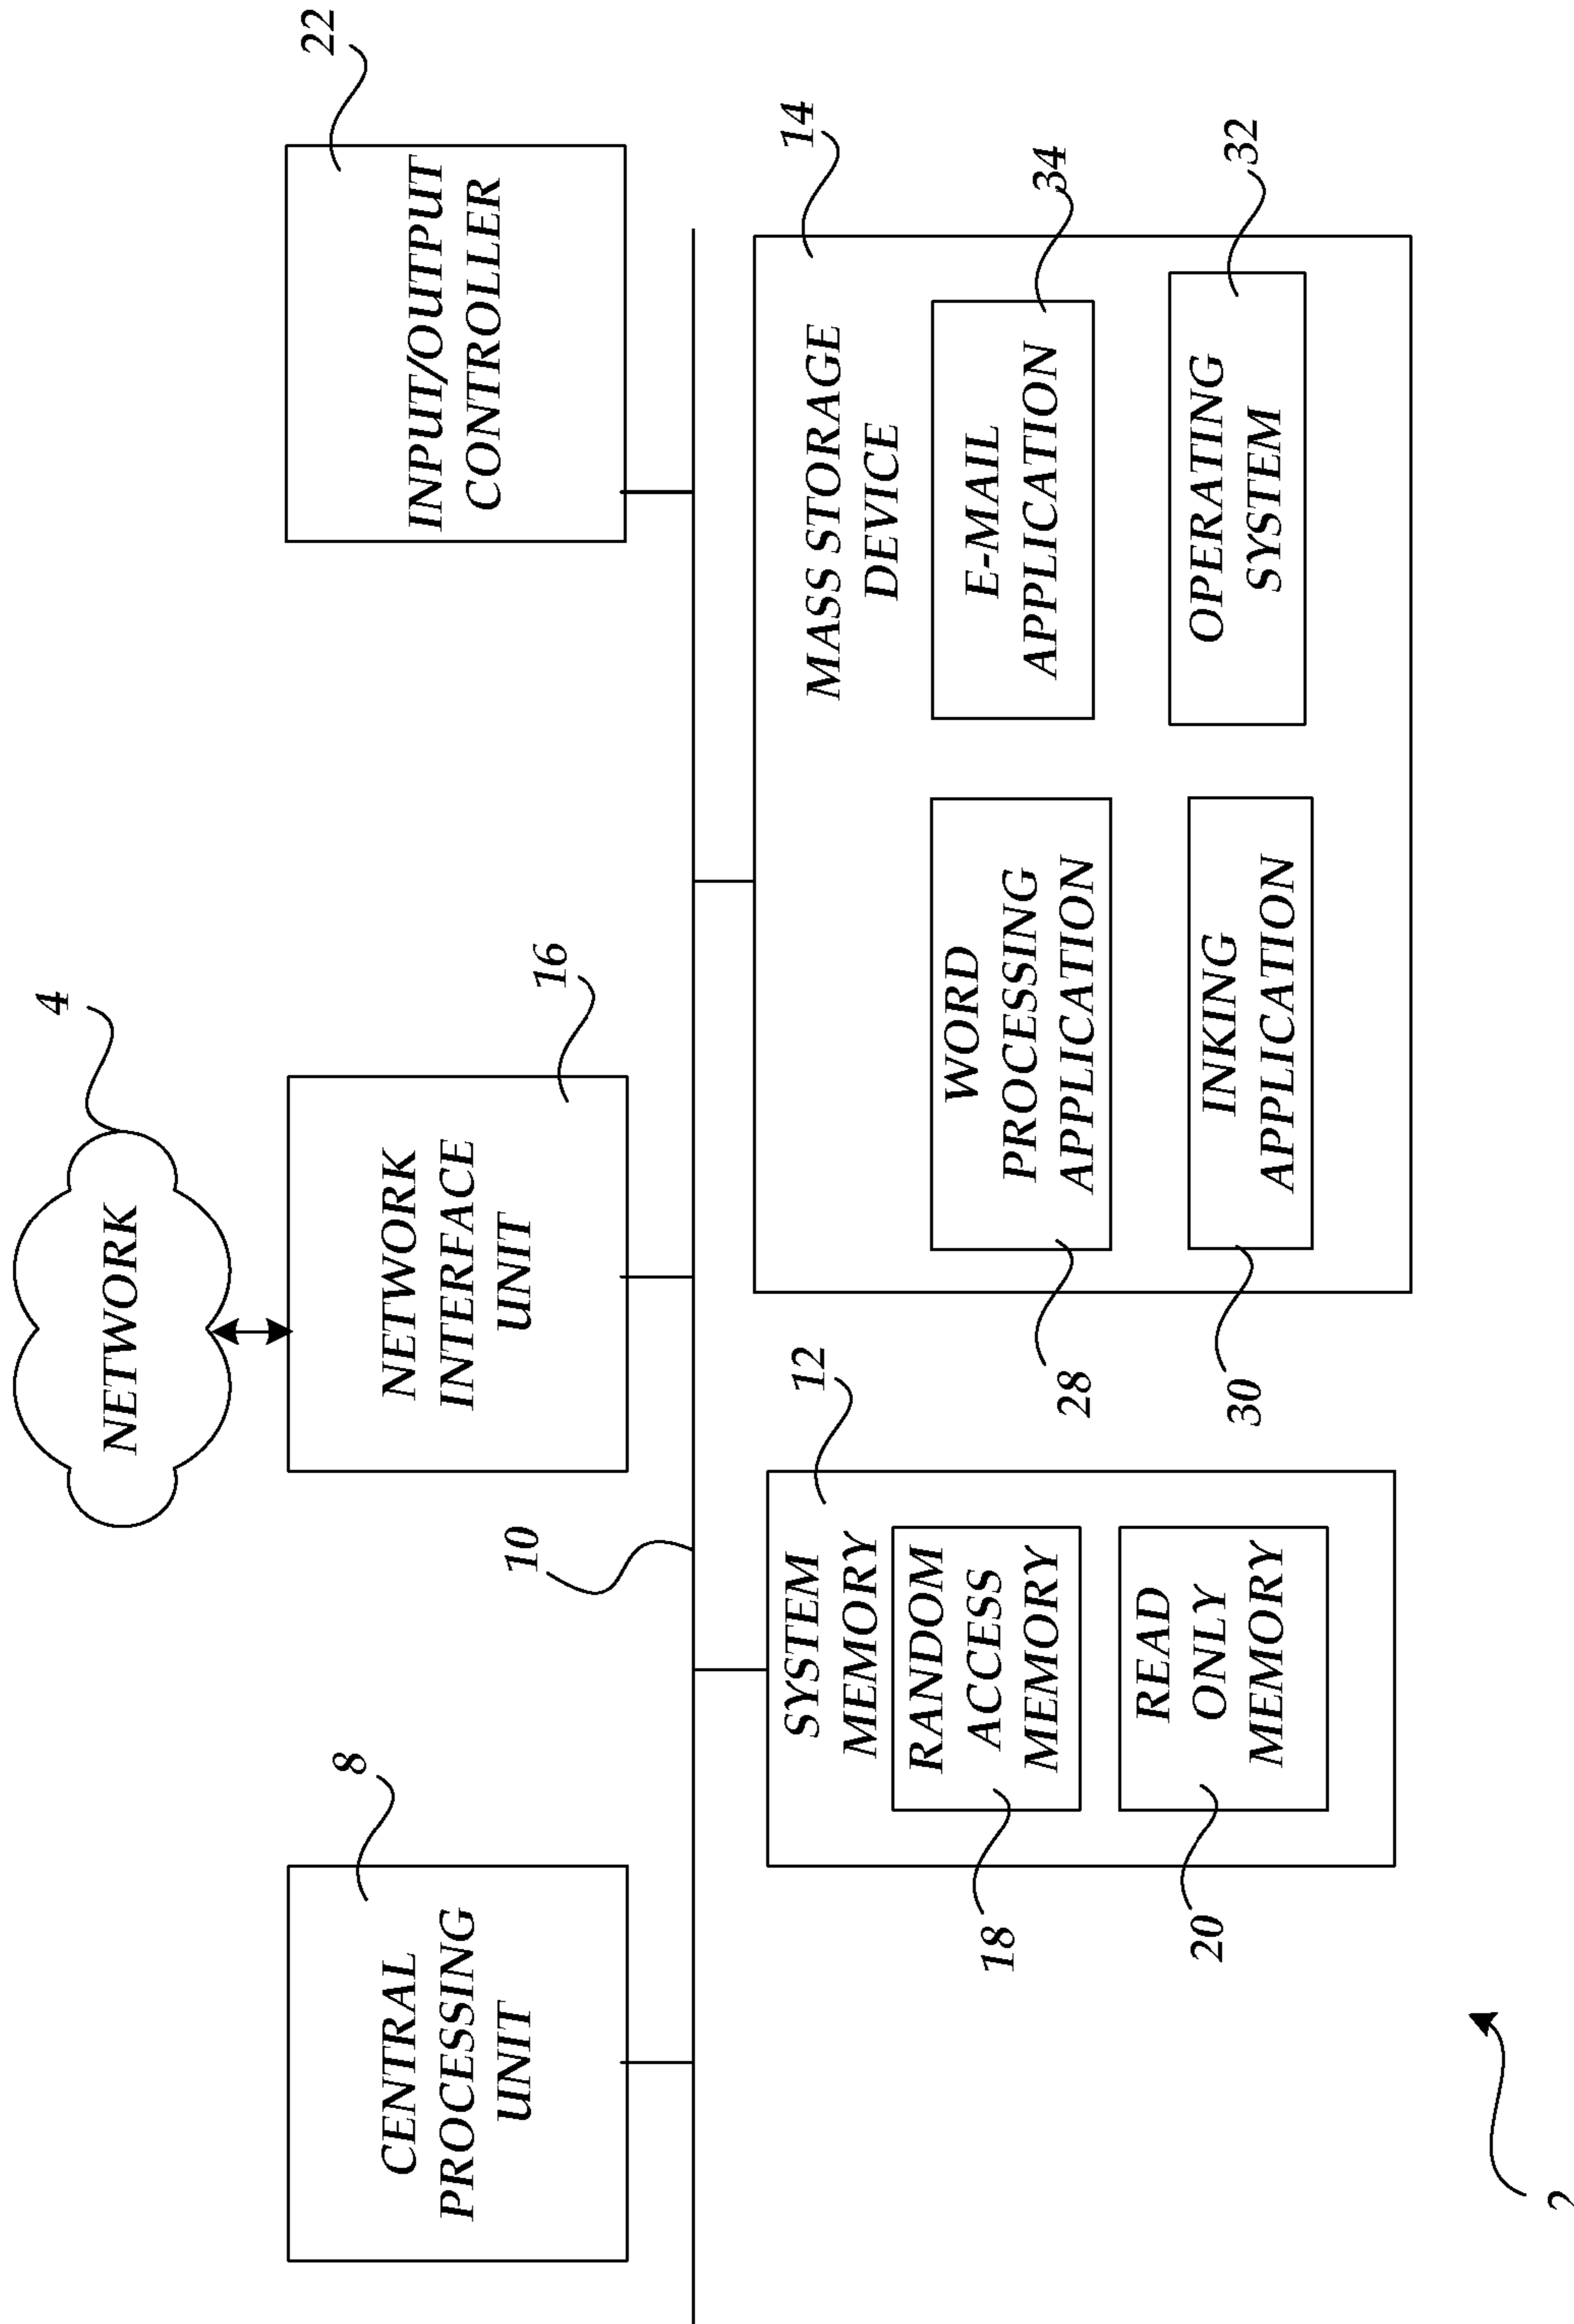 NETWORK
4
CENTRAL
PROCESSING
UNIT
8
NETWORK
INTERFACE
UNIT
16
INPUT/OUTPUT
CONTROLLER
22
10
SYSTEM
MEMORY
12
RANDOM
ACCESS
MEMORY
18
READ
ONLY
MEMORY
20
MASS STORAGE
DEVICE
14
WORD
PROCESSING
APPLICATION
28
E-MAIL
APPLICATION
34
INKING
APPLICATION
30
OPERATING
SYSTEM
32
2